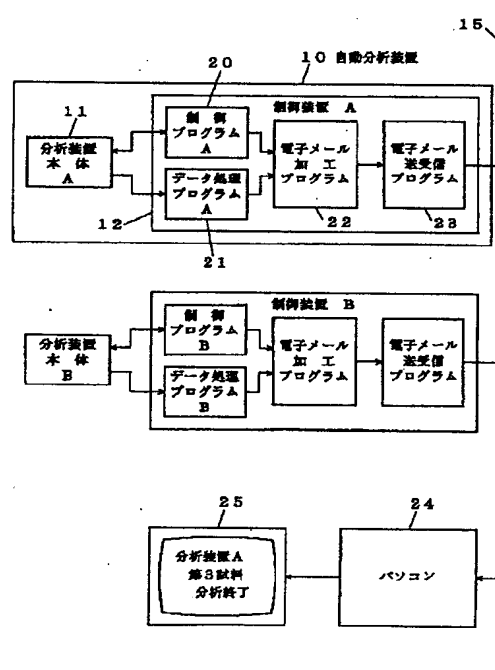 15
10 自動分析装置
20
11
制御装置 A
分析装置
本体
A
制御
プログラム
A
電子メール
加工
プログラム
電子メール
送受信
プログラム
データ処理
プログラム
A
12
22
23
21
制御装置 B
分析装置
本体
B
制御
プログラム
B
電子メール
加工
プログラム
電子メール
送受信
プログラム
データ処理
プログラム
B
25
24
分析装置A
第3試料
分析終了
パソコン